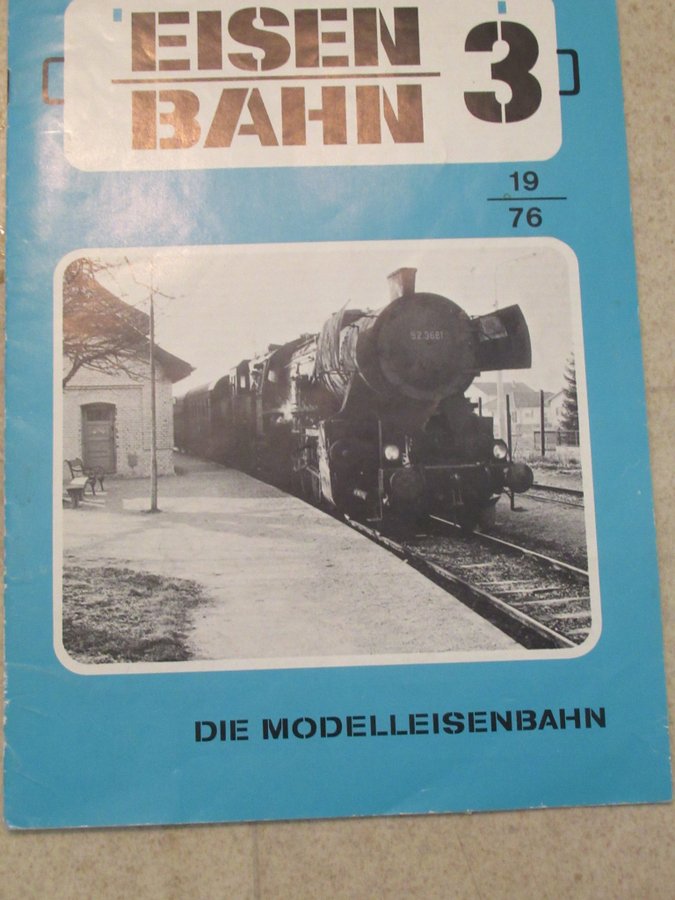 EISEN
BAHN
3
19
76
52.3681
DIE MODELLEISENBAHN